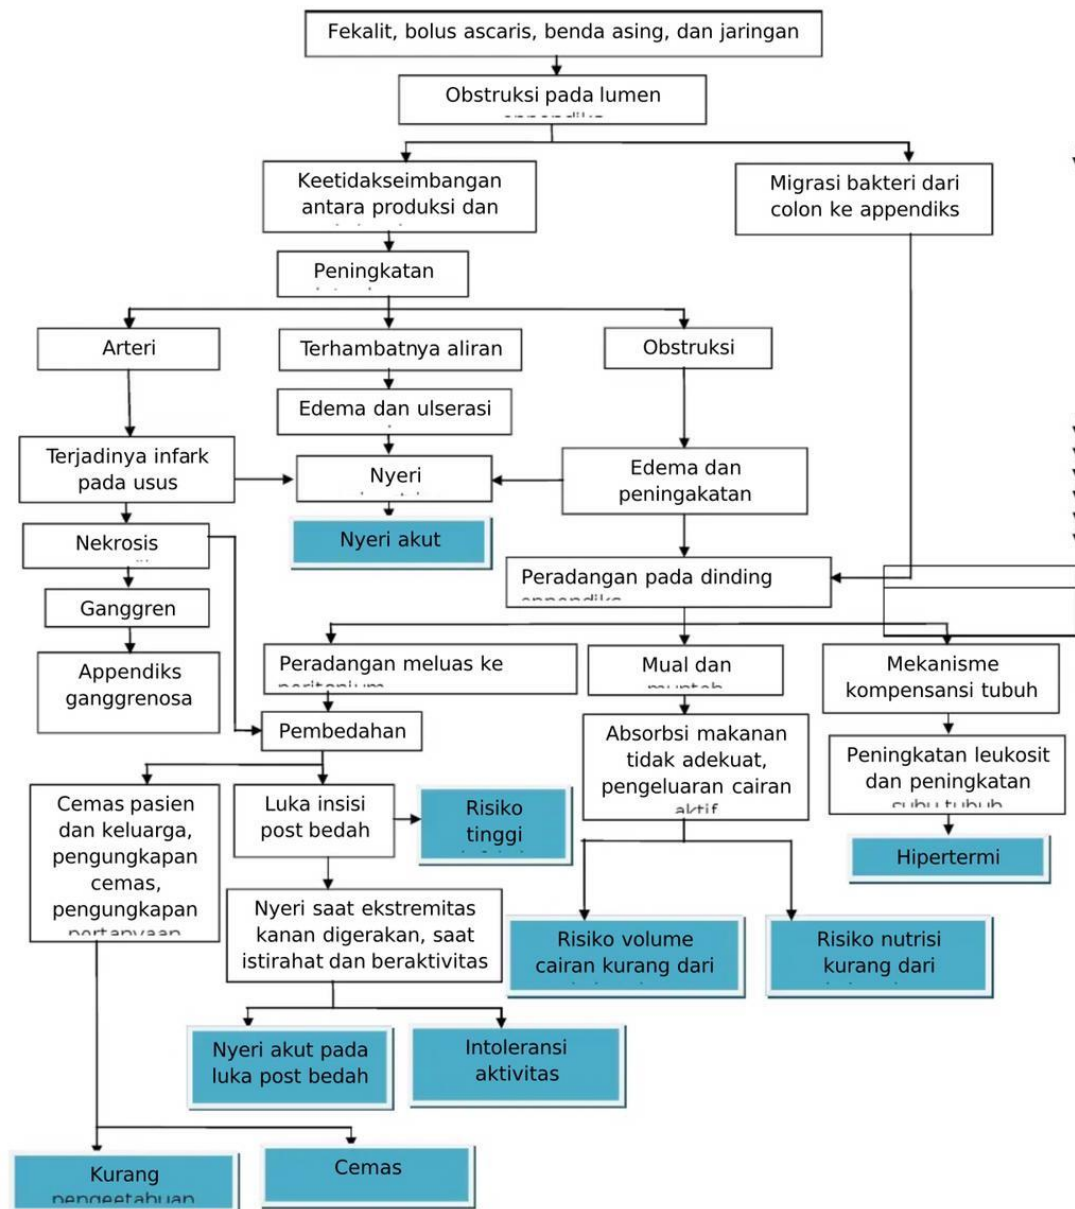 Fekalit, bolus ascaris, benda asing, dan jaringan
Obstruksi pada lumen
Keetidakseimbangan
antara produksi dan
Migrasi bakteri dari
colon ke appendiks
Peningkatan
Arteri
Terhambatnya aliran
Obstruksi
Edema dan ulserasi
Terjadinya infark
pada usus
Nyeri
Edema dan
peningakatan
Nyeri akut
Nekrosis
Peradangan pada dinding
Ganggren
Appendiks
ganggrenosa
Peradangan meluas ke
Mual dan
Mekanisme
kompensansi tubuh
Pembedahan
Absorbsi makanan
tidak adekuat,
pengeluaran cairan
aktif
Peningkatan leukosit
dan peningkatan
suhu tubuh
Cemas pasien
dan keluarga,
pengungkapan
cemas,
pengungkapan
pertanyaan
Luka insisi
post bedah
Risiko
tinggi
Hipertermi
Nyeri saat ekstremitas
kanan digerakan, saat
istirahat dan beraktivitas
Risiko volume
cairan kurang dari
Risiko nutrisi
kurang dari
Nyeri akut pada
luka post bedah
Intoleransi
aktivitas
Kurang
pengeetahuan
Cemas